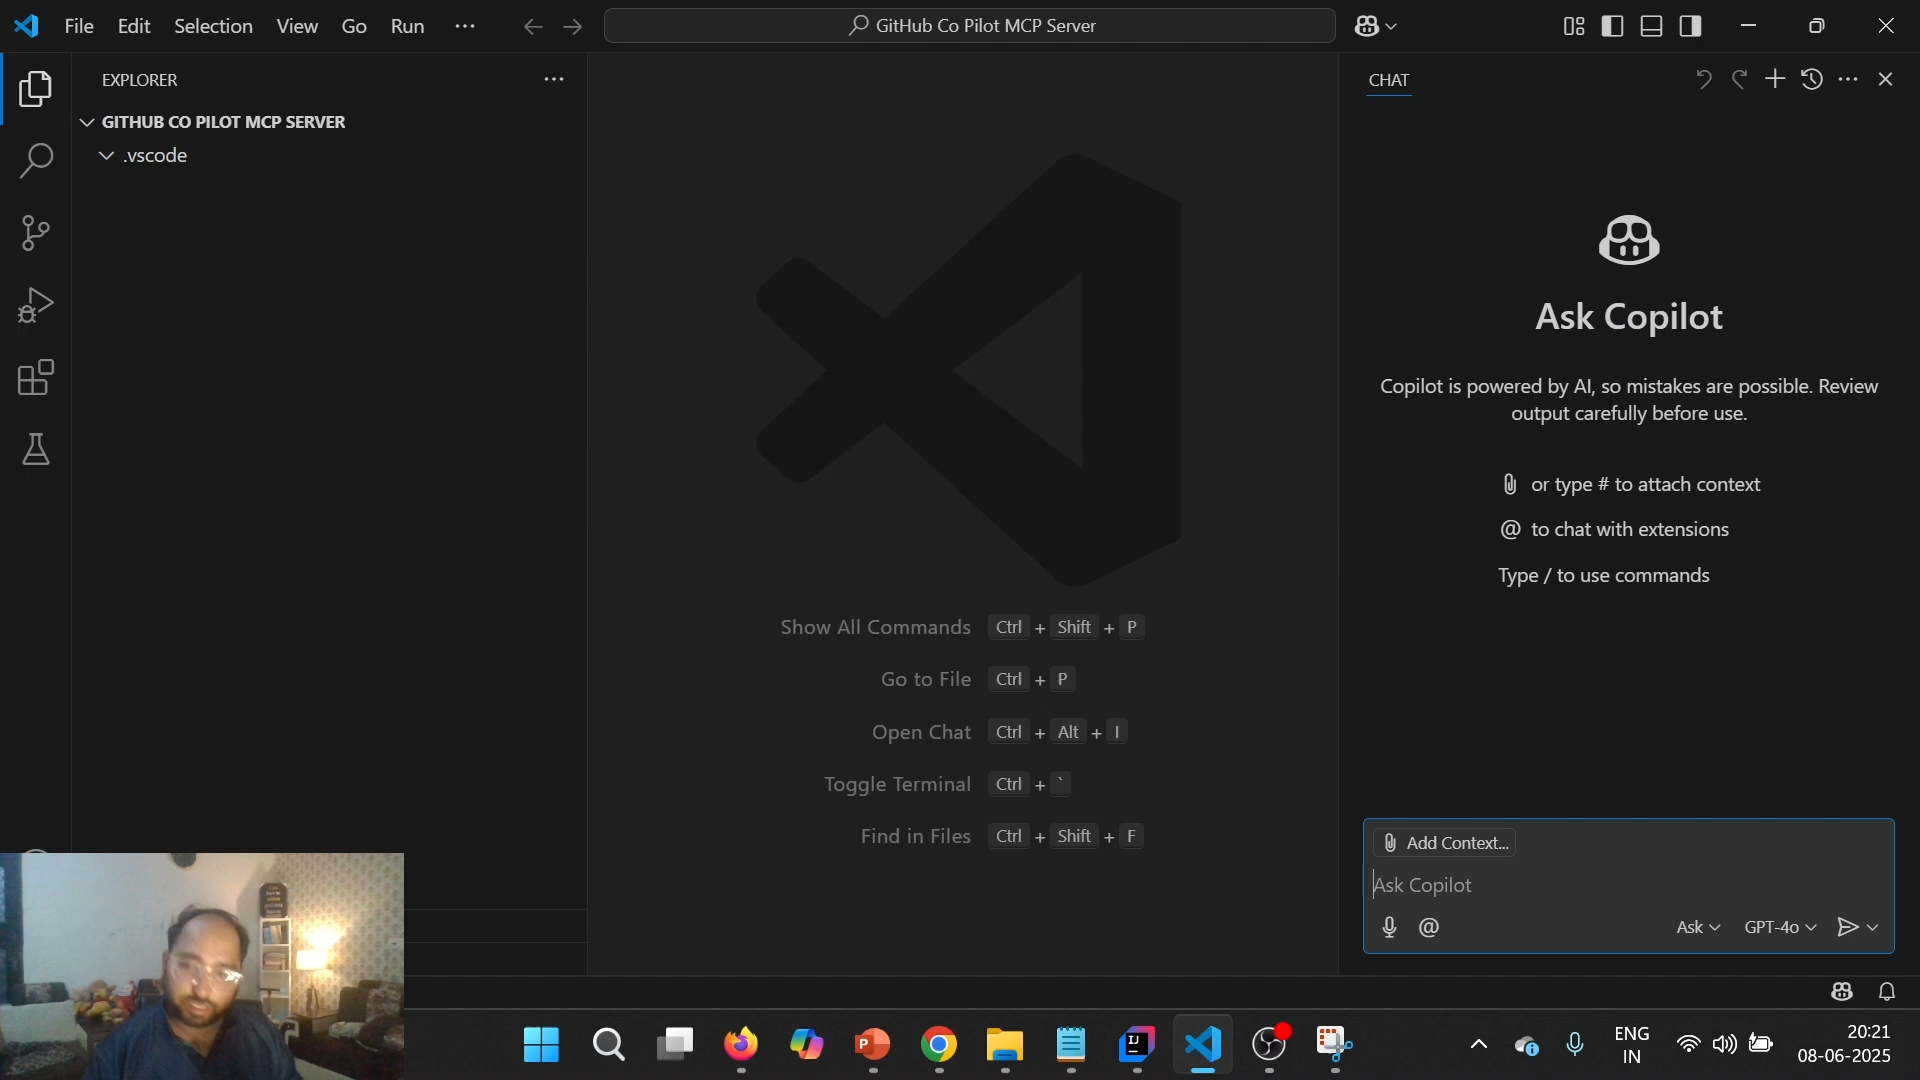 File Edit Selection View Go Run ···
GitHub Co Pilot MCP Server
EXPLORER
GITHUB CO PILOT MCP SERVER
.vscode
Show All Commands Ctrl + Shift + P
Go to File Ctrl + P
Open Chat Ctrl + Alt + I
Toggle Terminal Ctrl + `
Find in Files Ctrl + Shift + F
CHAT
Ask Copilot
Copilot is powered by AI, so mistakes are possible. Review
output carefully before use.
or type # to attach context
@ to chat with extensions
Type / to use commands
Add Context...
Ask Copilot
@ Ask GPT-4o
ENG
IN
20:21
08-06-2025